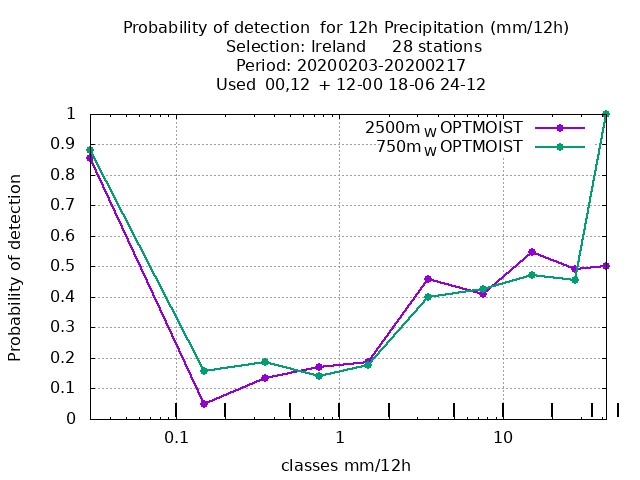 Probability of detection  for 12h Precipitation (mm/12h)
Selection: Ireland     28 stations
Period: 20200203-20200217
Used  00,12  + 12-00 18-06 24-12
2500m W OPTMOIST
750m W OPTMOIST
1
0.9
0.8
0.7
0.6
0.5
0.4
0.3
0.2
0.1
0
Probability of detection
0.1
1
10
classes mm/12h